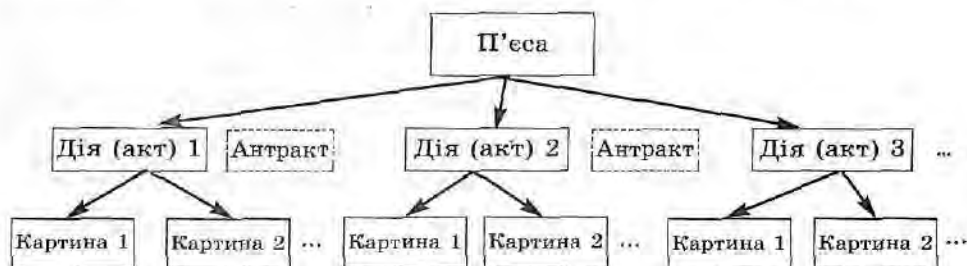 П'єса
Дія (акт) 1 Антракт Дія (акт) 2 Антракт Дія (акт) 3 ...
Картина 1 Картина 2 ... Картина 1 Картина 2 ... Картина 1 Картина 2 ...